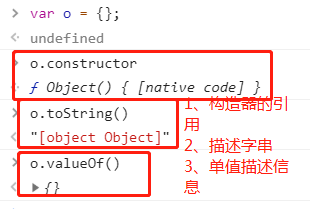 > var o = {};
< undefined
> o.constructor
< ƒ Object() { [native code] }
> o.toString()
< "[object Object]"
> o.valueOf()
< ▶{}
1、构造器的引
用
2、描述字串
3、单值描述信
息